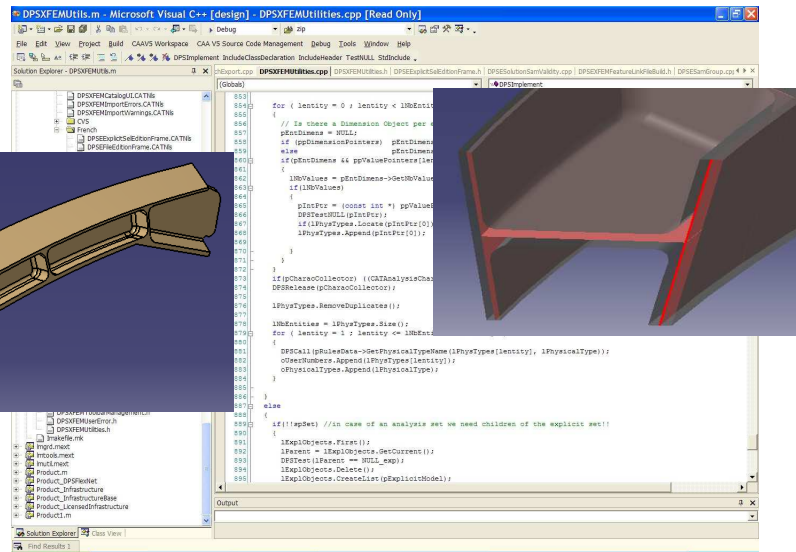 DPSXFEMUtils.m - Microsoft Visual C++ [design] - DPSXFEMUtilities.cpp [Read Only]
Debug zip
File Edit View Project Build CAAV5 Workspace CAA V5 Source Code Management Debug Tools Window Help
DPSImplement IncludeClassDeclaration IncludeHeader TestNULL StdInclude
Solution Explorer - DPSXFEMUtils.m
chExport.cpp DPSXFEMUtilities.cpp DPSXFEMUtilities.h DPSEExplicitSelEditionFrame.h DPSESolutionSamValidity.cpp DPSEXFEMFeatureLinkFileBuild.h DPSESamGroup.cpp
(Globals) DPSImplement
DPSXFEMCatalogUI.CATNls
DPSXFEMImportErrors.CATNls
DPSXFEMImportWarnings.CATNls
CVS
French
DPSEExplicitSelEditionFrame.CATNls
DPSEFileEditionFrame.CATNls
DPSXFEMToolbarManagement.h
DPSXFEMUserError.h
DPSXFEMUtilities.h
Imakefile.mk
imgrd.mext
imtools.mext
imutil.mext
Product.m
Product_DPSFlexNet
Product_Infrastructure
Product_InfrastructureBase
Product_LicensedInfrastructure
Product1.m
853
854 for ( lentity = 0 ; lentity < lNbEntit
855 {
856 // Is there a Dimension Object per e
857 pEntDimens = NULL;
858 if (ppDimensionPointers) pEntDimens
859 else pEntDimens
860 if(pEntDimens && ppValuePointers[len
861 {
862 lNbValues = pEntDimens->GetNbValue
863 if(lNbValues)
864 {
865 pIntPtr = (const int *) ppValueP
866 DPSTestNULL(pIntPtr);
867 if(lPhysTypes.Locate(pIntPtr[0])
868 lPhysTypes.Append(pIntPtr[0]);
869
870 }
871 }
872 }
873 if(pCharacCollector) ((CATAnalysisChar
874 DPSRelease(pCharacCollector);
875
876 lPhysTypes.RemoveDuplicates();
877
878 lNbEntities = lPhysTypes.Size();
879 for ( lentity = 1 ; lentity <= lNbEnti
880 {
881 DPSCall(pRulesData->GetPhysicalTypeName(lPhysTypes[lentity], lPhysicalType));
882 oUserNumbers.Append(lPhysTypes[lentity]);
883 oPhysicalTypes.Append(lPhysicalType);
884 }
885
886 }
887 else
888 {
889 if(!!spSet) //in case of an analysis set we need children of the explicit set!!
890 {
891 lExplObjects.First();
892 lParent = lExplObjects.GetCurrent();
893 DPSTest(lParent == NULL_exp);
894 lExplObjects.Delete();
895 lExplObjects.CreateList(pExplicitModel);
Output
Solution Explorer Class View
Find Results 1